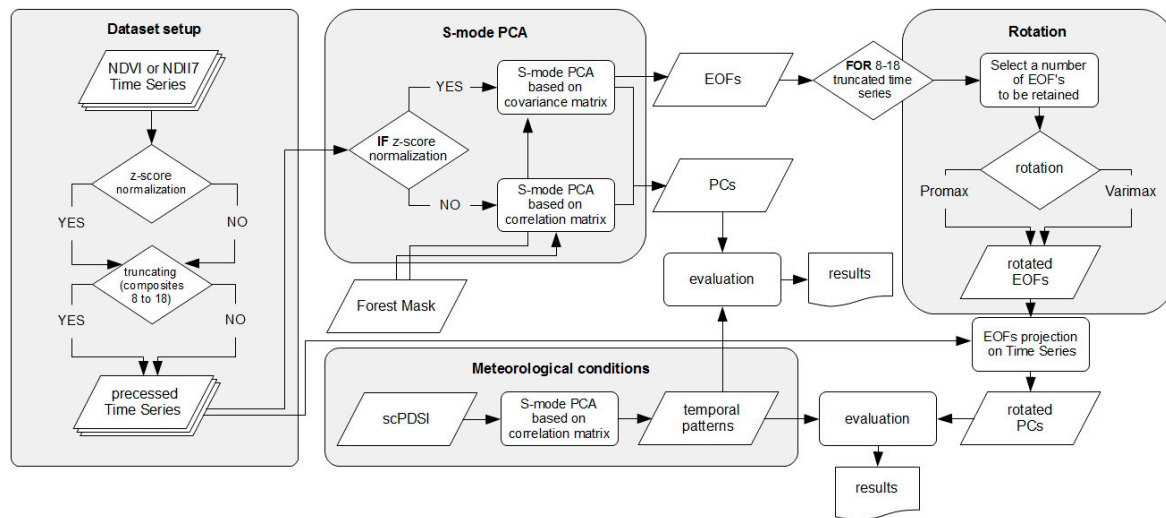 Dataset setup
NDVI or NDII7
Time Series
z-score
normalization
YES
NO
truncating
(composites
8 to 18)
YES
NO
precessed
Time Series
S-mode PCA
IF z-score
normalization
YES
NO
S-mode PCA
based on
covariance matrix
S-mode PCA
based on
correlation matrix
Forest Mask
EOFs
PCs
evaluation
results
FOR 8-18
truncated time
series
Rotation
Select a number
of EOF's
to be retained
rotation
Promax
Varimax
rotated
EOFs
EOFs projection
on Time Series
rotated
PCs
Meteorological conditions
scPDSI
S-mode PCA
based on
correlation matrix
temporal
patterns
evaluation
results